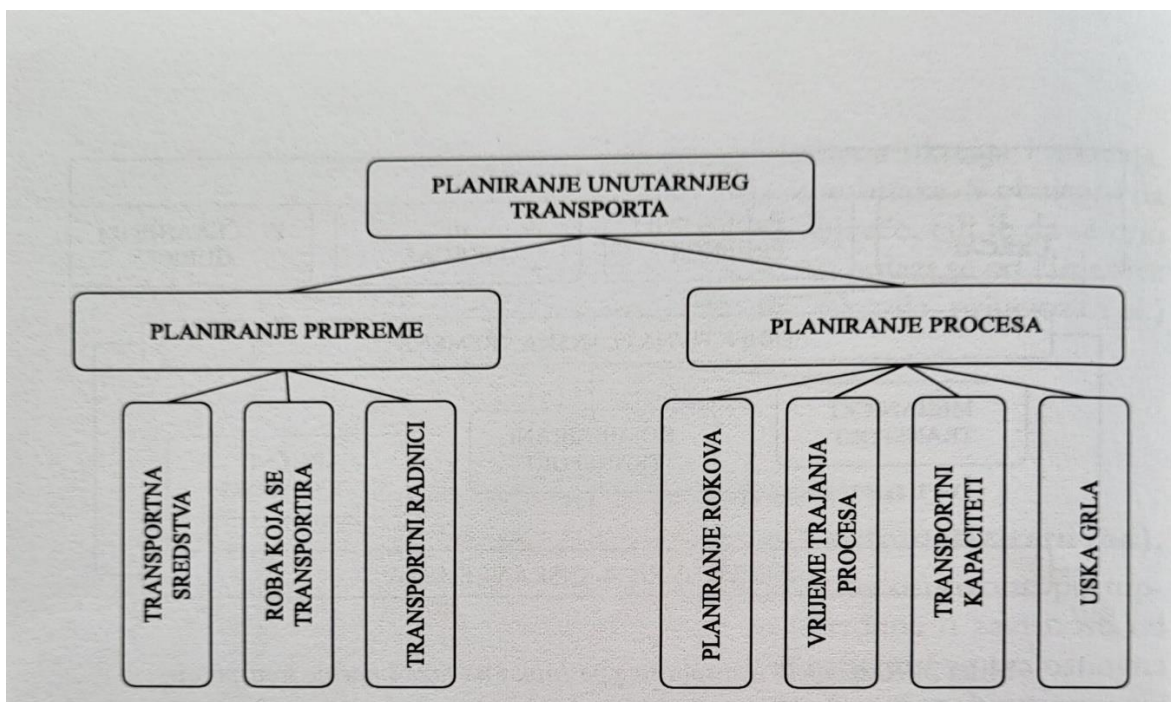 PLANIRANJE UNUTARNJEG
TRANSPORTA
PLANIRANJE PRIPREME
PLANIRANJE PROCESA
TRANSPORTNA
SREDSTVA
ROBA KOJA SE
TRANSPORTIRA
TRANSPORTNI RADNICI
PLANIRANJE ROKOVA
VRIJEME TRAJANJA
PROCESA
TRANSPORTNI
KAPACITETI
USKA GRLA